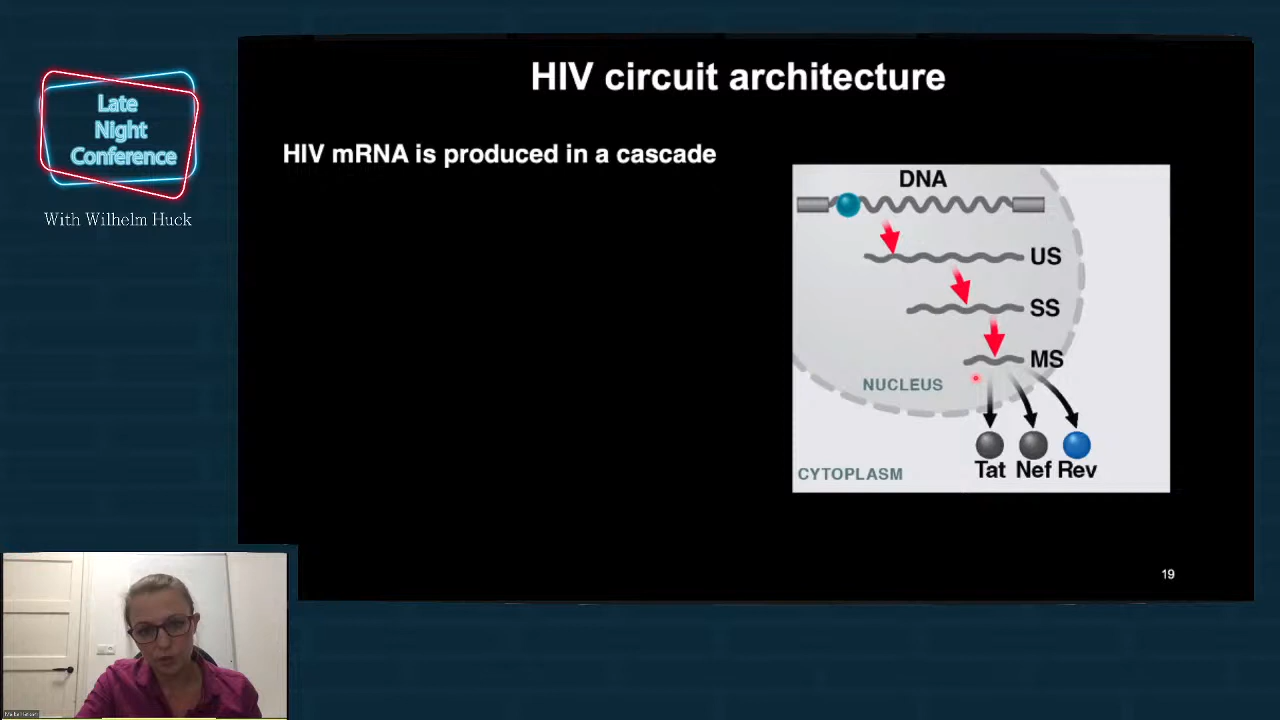 Late
Night
Conference
With Wilhelm Huck
HIV circuit architecture
HIV mRNA is produced in a cascade
DNA
US
SS
MS
NUCLEUS
CYTOPLASM
Tat Nef Rev
19